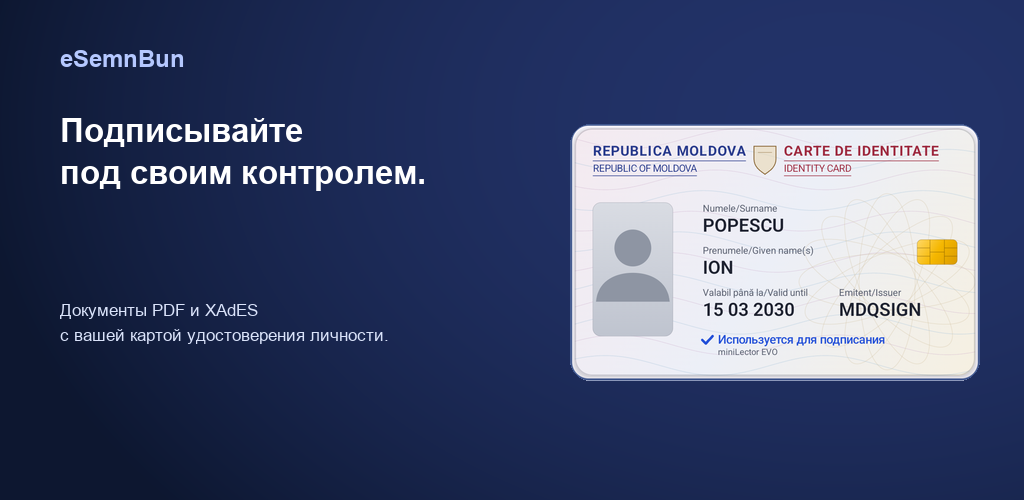 eSemnBun
Подписывайте
под своим контролем.
Документы PDF и XAdES
с вашей картой удостоверения личности.
REPUBLICA MOLDOVA
REPUBLIC OF MOLDOVA
CARTE DE IDENTITATE
IDENTITY CARD
Numele/Surname
POPESCU
Prenumele/Given name(s)
ION
Valabil până la/Valid until
15 03 2030
Emitent/Issuer
MDQSIGN
Используется для подписания
miniLector EVO